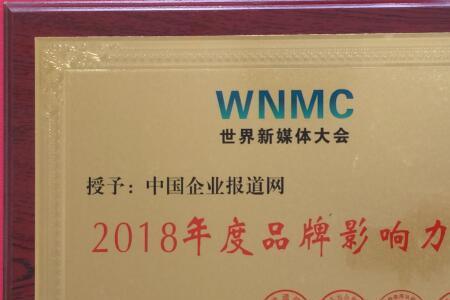 WNMC
世界新媒体大会
授予：中国企业报道网
2018年度品牌影响力